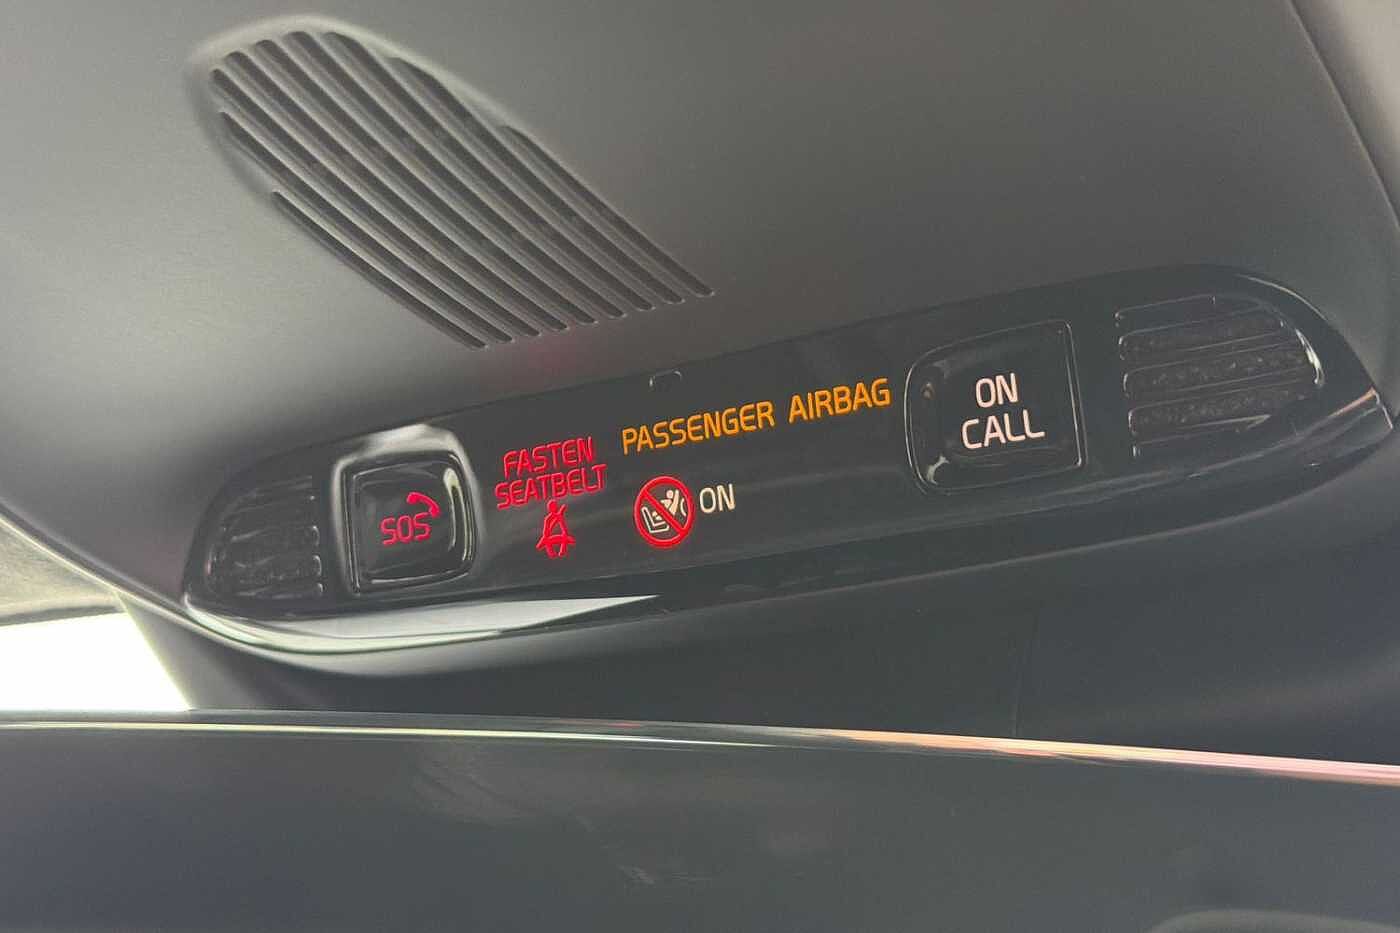 SOS
FASTEN
SEATBELT
PASSENGER AIRBAG
ON
ON
CALL